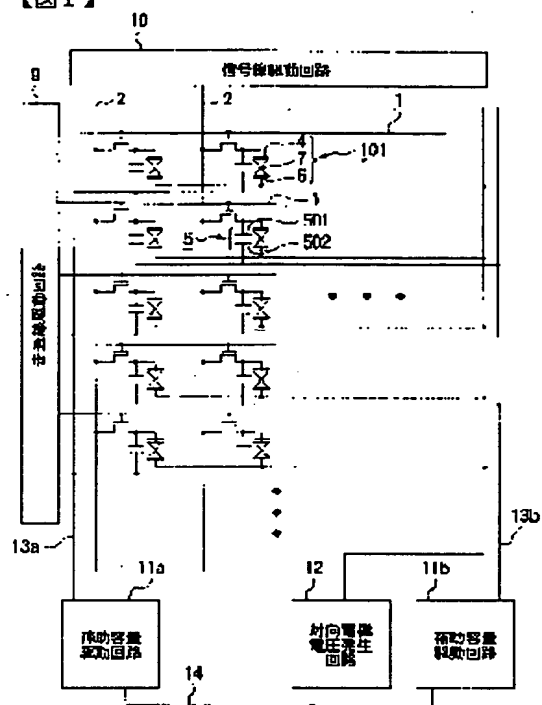 【図1】
10
信号線駆動回路
9
2
2
1
4
7
6
101
1
5
501
502
走査線駆動回路
13a
13b
11a
12
11b
補助容量
駆動回路
対向電極
電圧発生
回路
補助容量
駆動回路
14